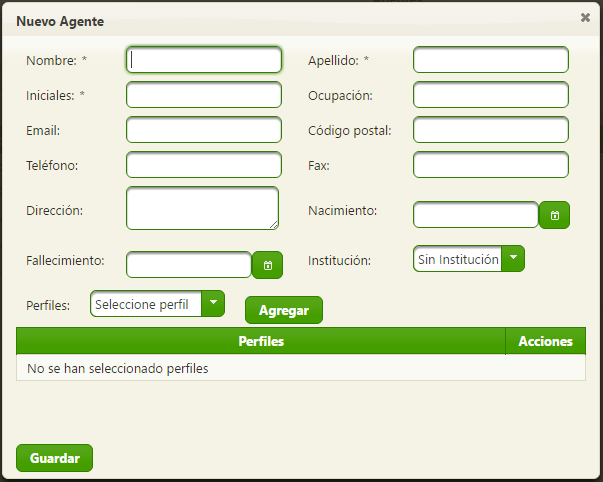 Nuevo Agente
Nombre: * Apellido: *
Iniciales: * Ocupación:
Email: Código postal:
Teléfono: Fax:
Dirección: Nacimiento:
Fallecimiento: Institución: Sin Institución
Perfiles: Seleccione perfil Agregar
Perfiles Acciones
No se han seleccionado perfiles
Guardar